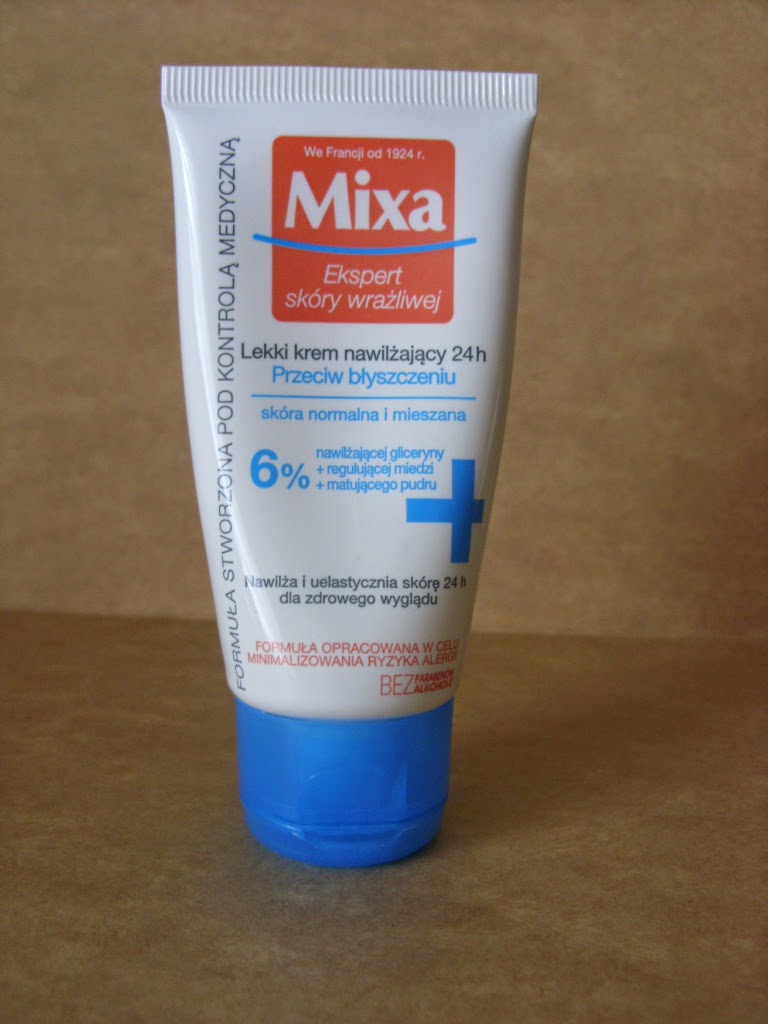 We Francji od 1924 r.
Mixa
Ekspert
skóry wrażliwej
Lekki krem nawilżający 24h
Przeciw błyszczeniu
skóra normalna i mieszana
6% nawilżającej gliceryny
+ regulującej miedzi
+ matującego pudru
Nawilża i uelastycznia skórę 24 h
dla zdrowego wyglądu
FORMUŁA OPRACOWANA W CELU
MINIMALIZOWANIA RYZYKA ALERGII
BEZ PARABENÓW
ALKOHOLU
FORMUŁA STWORZONA POD KONTROLĄ MEDYCZNĄ